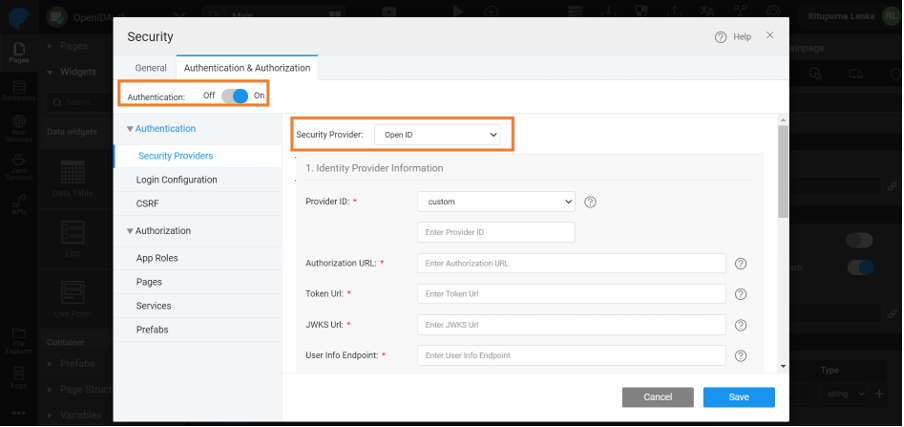 OpenIDA
Main
Ritupurna Lenka
RL
Security
Help
General
Authentication & Authorization
Authentication:
Off
On
Authentication
Security Providers
Login Configuration
CSRF
Authorization
App Roles
Pages
Services
Prefabs
Security Provider:
Open ID
1. Identity Provider Information
Provider ID: *
custom
Enter Provider ID
Authorization URL: *
Enter Authorization URL
Token Url: *
Enter Token Url
JWKS Url: *
Enter JWKS Url
User Info Endpoint: *
Enter User Info Endpoint
Cancel
Save
Pages
Databases
Web
Services
Java
Services
APIs
File
Explorer
Logs
Pages
Widgets
Search...
Data widgets
Data Table
List
Live Form
Container
Prefabs
Page Struct
Variables
Type
string